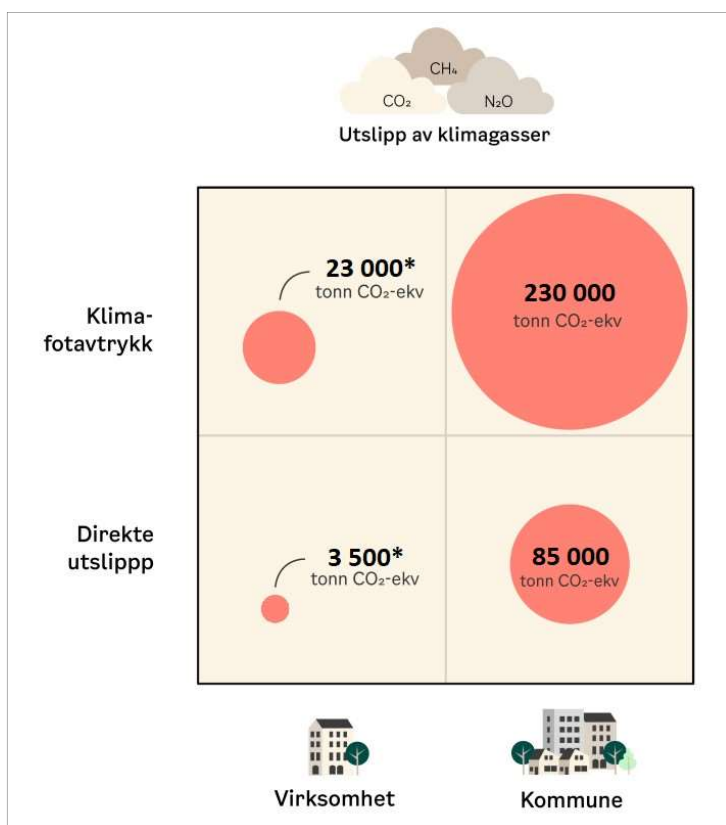 CH₄
CO₂
N₂O
Utslipp av klimagasser
Klima-
fotavtrykk
23 000*
tonn CO₂-ekv
230 000
tonn CO₂-ekv
Direkte
utslippp
3 500*
tonn CO₂-ekv
85 000
tonn CO₂-ekv
Virksomhet
Kommune